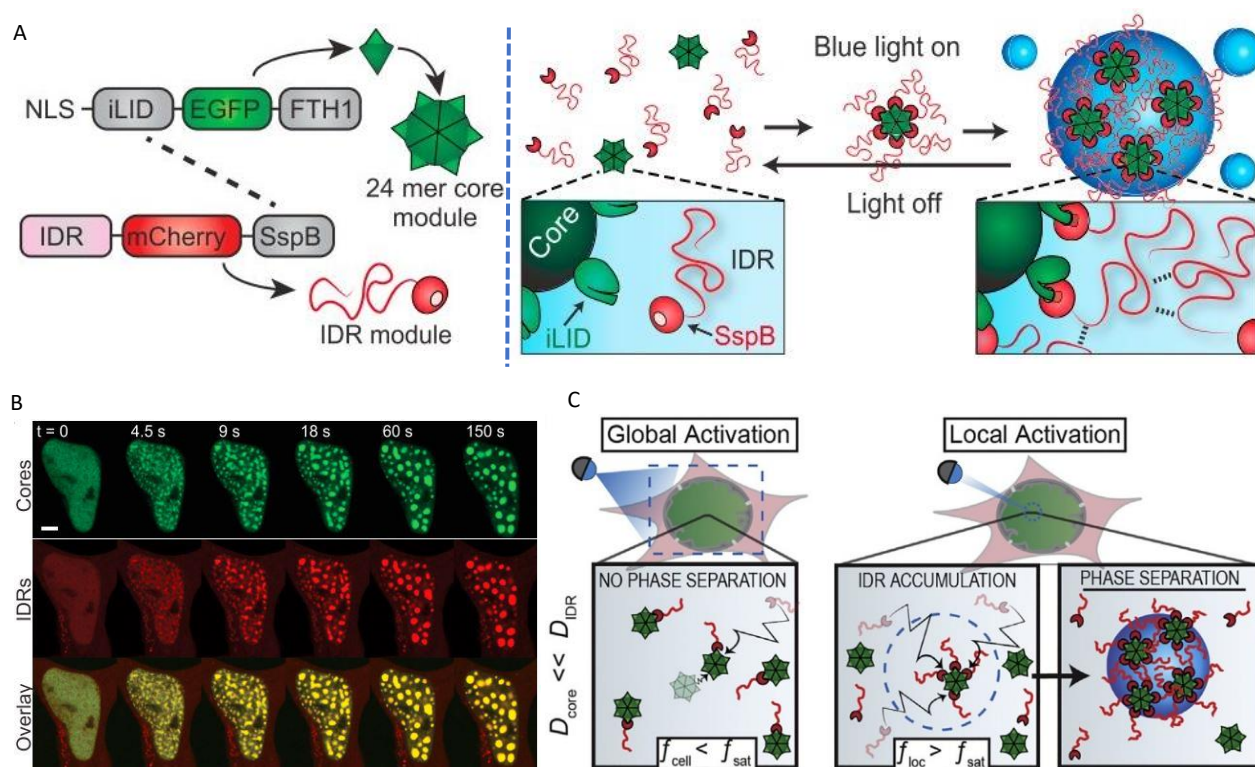 A
NLS
iLID
EGFP
FTH1
24 mer core
module
IDR
mCherry
SspB
IDR module
Blue light on
Light off
Core
iLID
IDR
SspB
B
t = 0
4.5 s
9 s
18 s
60 s
150 s
Cores
IDRs
Overlay
C
Global Activation
Local Activation
D_core << D_IDR
NO PHASE SEPARATION
f_cell < f_sat
IDR ACCUMULATION
f_loc > f_sat
PHASE SEPARATION